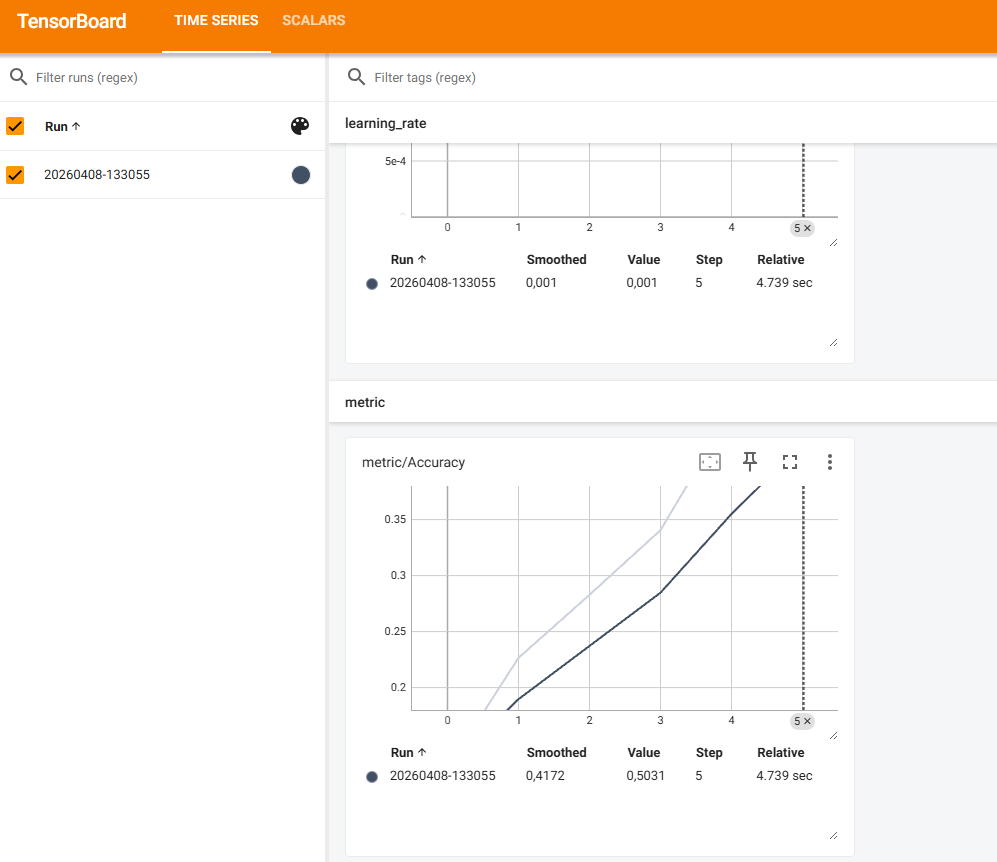 TensorBoard TIME SERIES SCALARS
Filter runs (regex)
Run ↑
20260408-133055
Filter tags (regex)
learning_rate
5e-4
0 1 2 3 4 5 ×
Run ↑ Smoothed Value Step Relative
20260408-133055 0,001 0,001 5 4.739 sec
metric
metric/Accuracy
0.35
0.3
0.25
0.2
0 1 2 3 4 5 ×
Run ↑ Smoothed Value Step Relative
20260408-133055 0,4172 0,5031 5 4.739 sec